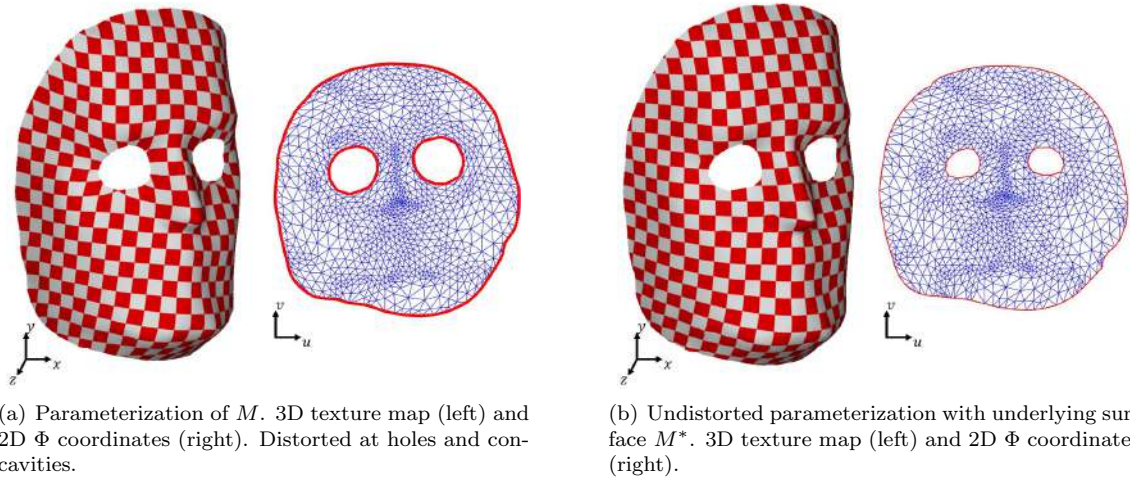 y
x
z
v
u
y
x
z
v
u
(a) Parameterization of M. 3D texture map (left) and
2D Φ coordinates (right). Distorted at holes and con-
cavities.
(b) Undistorted parameterization with underlying sur
face M*. 3D texture map (left) and 2D Φ coordinate
(right).